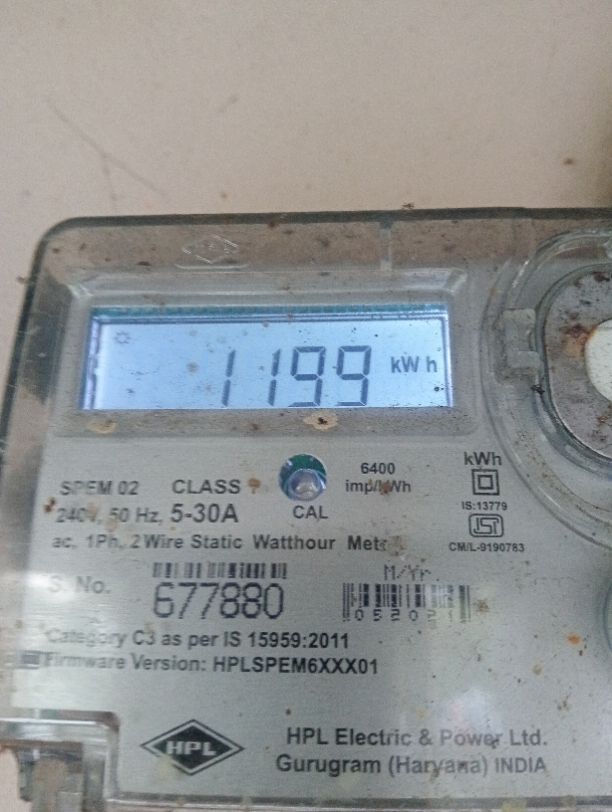 1199 kWh
6400
imp/kWh
kWh
SPEM 02 CLASS
CAL
IS:13779
240V, 50 Hz, 5-30A
CM/L-9190783
ac, 1Ph, 2 Wire Static Watthour
S. No.
677880
M/Yr.
Category C3 as per IS 15959:2011
Firmware Version: HPLSPEM6XXX01
HPL
HPL Electric & Power Ltd.
Gurugram (Haryana) INDIA